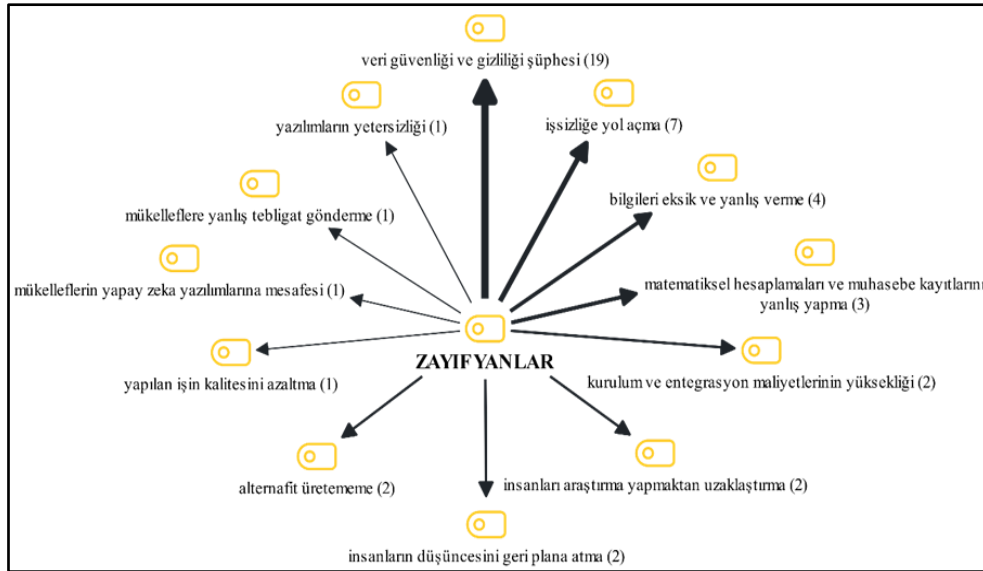 veri güvenliği ve gizliliği şüphesi (19)
yazılımların yetersizliği (1)
işsizliğe yol açma (7)
mükelleflere yanlış tebligat gönderme (1)
bilgileri eksik ve yanlış verme (4)
mükelleflerin yapay zeka yazılımlarına mesafesi (1)
matematiksel hesaplamaları ve muhasebe kayıtlarını
yanlış yapma (3)
ZAYIF YANLAR
yapılan işin kalitesini azaltma (1)
kurulum ve entegrasyon maliyetlerinin yüksekliği (2)
alternafit üretememe (2)
insanları araştırma yapmaktan uzaklaştırma (2)
insanların düşüncesini geri plana atma (2)